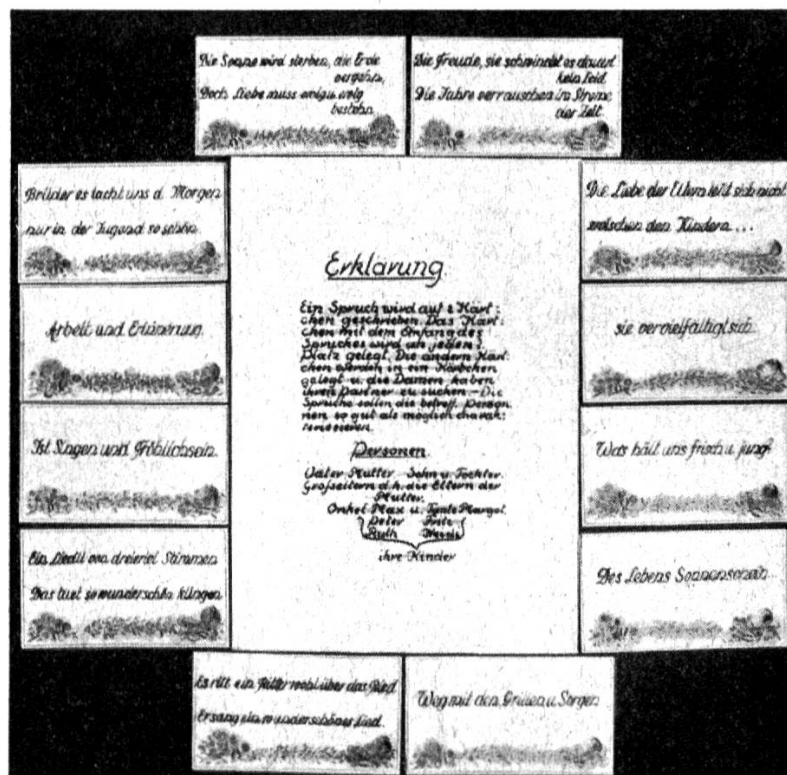 Die Sonne wird sterben, die Erde
vergehn,
Doch Liebe muss ewig u. ewig
bestehn.
Die Freude, sie schwindet es dauert
kein Leid.
Die Jahre verrauschen im Strome
der Zeit.
Brüder es lacht uns d. Morgen
nur in der Jugend so schön.
Die Liebe der Eltern teilt sich nicht
zwischen den Kindern...
Arbeit und Erinnerung.
sie vervielfältigt sich.
Ist Singen und Fröhlichsein.
Was hält uns frisch u. jung?
Ein Liedli von dreierlei Stimmen
Das tuet so wunderschön klingen
Des Lebens Sonnenschein
Es ritt ein Ritter wohl über das Ried
Er sang ein wunderschönes Lied.
Weg mit den Grillen u. Sorgen
Erklärung
Ein Spruch wird auf 2 Kärt:
chen geschrieben. Das Kärt:
chen mit dem Anfang des
Spruches wird an jeden
Platz gelegt. Die andern Kärt:
chen werden in ein Körbchen
gelegt u. die Damen haben
ihren Partner zu suchen. - Die
Sprüche sollen die betreff. Perso:
nen so gut als möglich charak:
terisieren.
Personen
Vater Mutter - Sohn u. Tochter.
Großeltern d.h. die Eltern der
Mutter.
Onkel Max u. Tante Margot.
Peter Fritz
Ruth
ihre Kinder